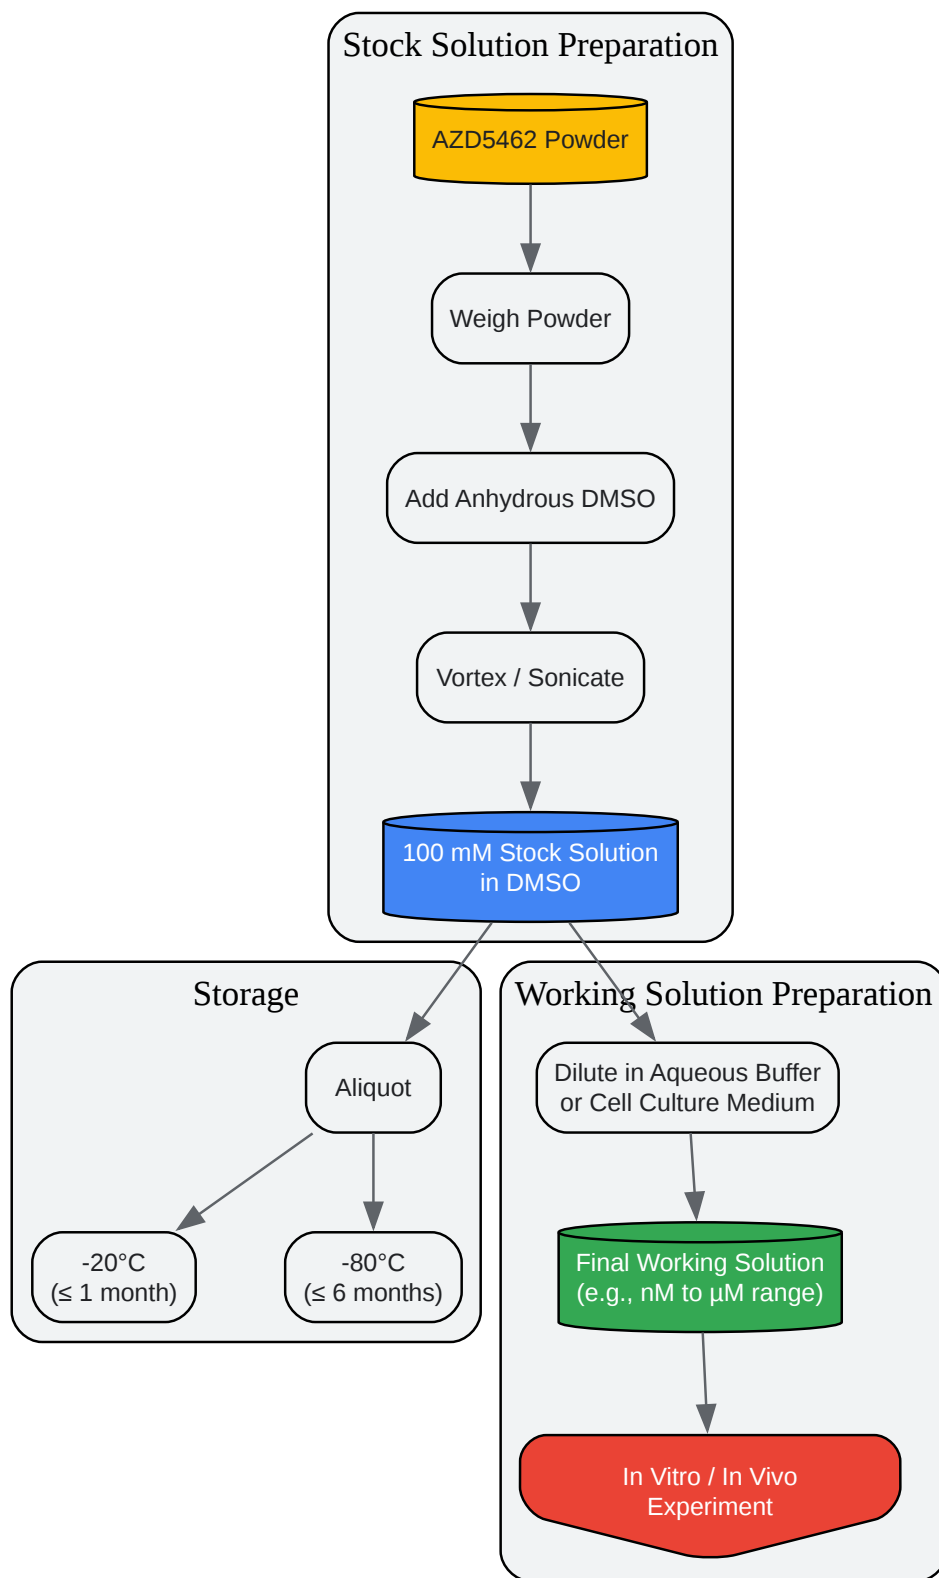 Stock Solution Preparation
AZD5462 Powder
Weigh Powder
Add Anhydrous DMSO
Vortex / Sonicate
100 mM Stock Solution
in DMSO
Storage
Aliquot
-20°C
(≤ 1 month)
-80°C
(≤ 6 months)
Working Solution Preparation
Dilute in Aqueous Buffer
or Cell Culture Medium
Final Working Solution
(e.g., nM to µM range)
In Vitro / In Vivo
Experiment